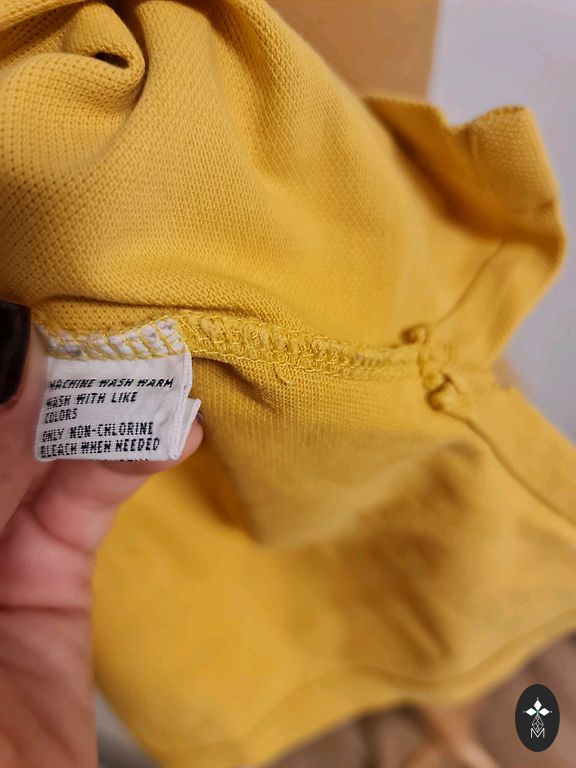 MACHINE WASH WARM
WASH WITH LIKE
COLORS
ONLY NON-CHLORINE
BLEACH WHEN NEEDED
M